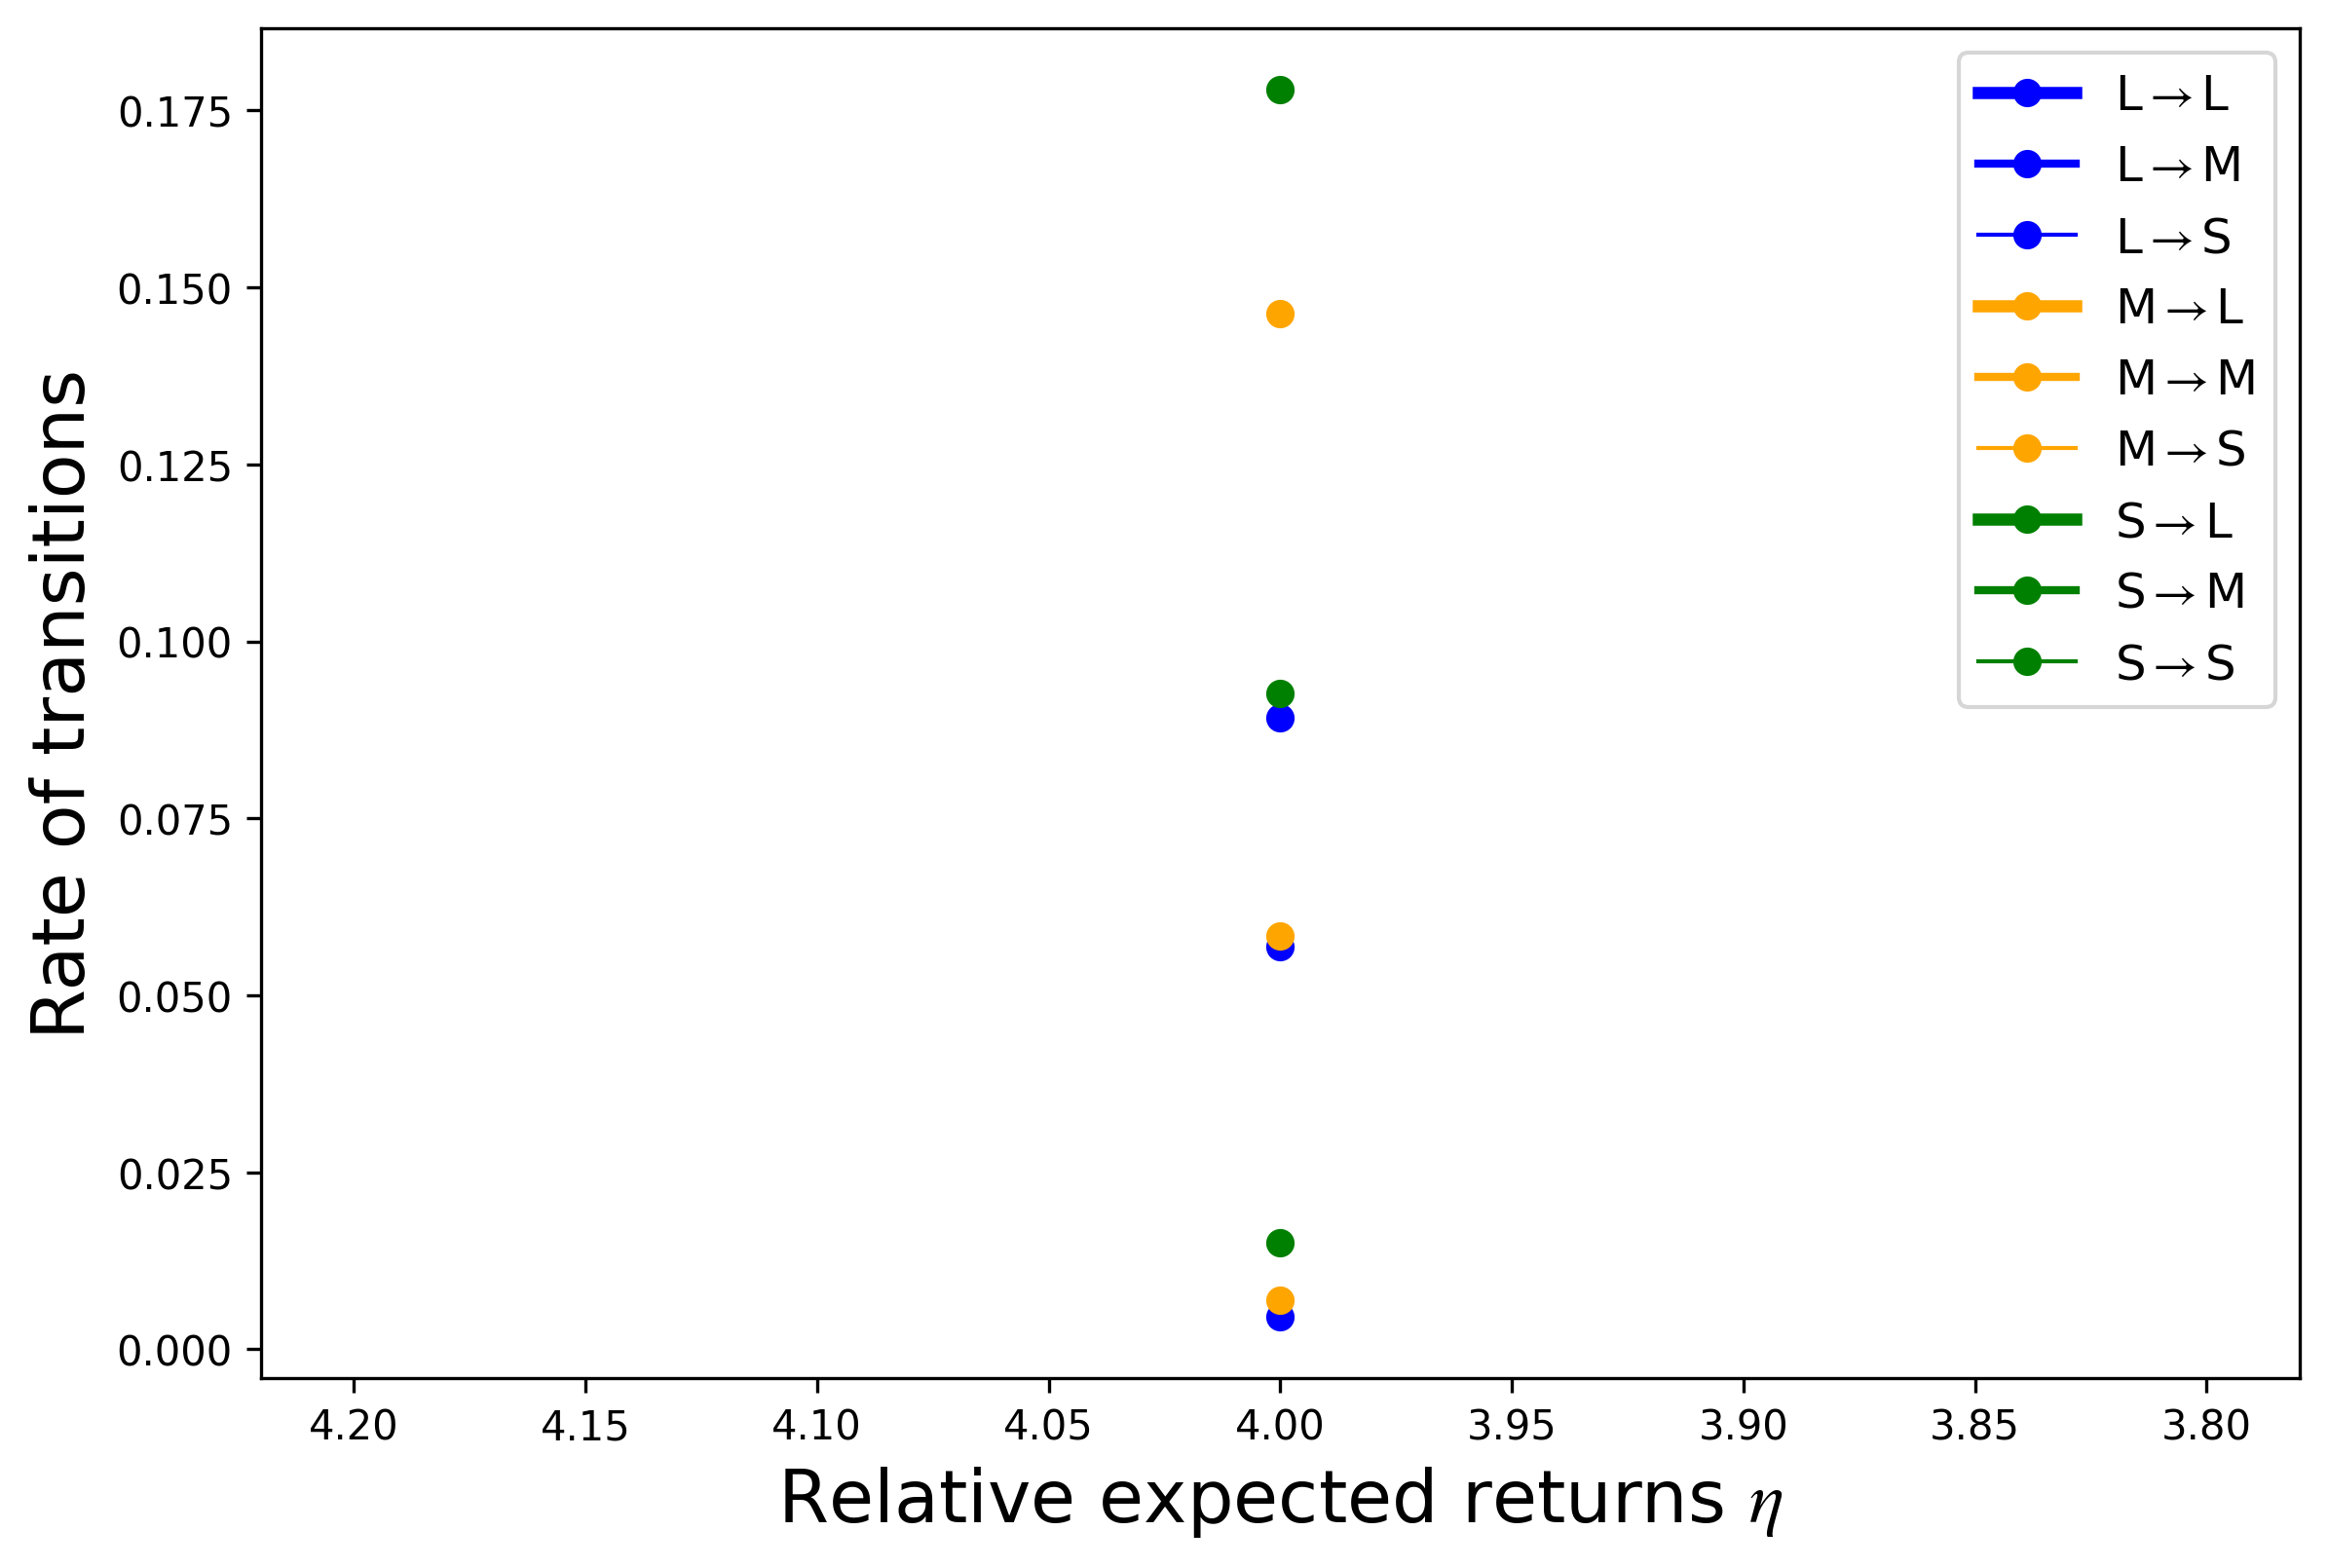 Rate of transitions
0.175
0.150
0.125
0.100
0.075
0.050
0.025
0.000
L→L
L→M
L→S
M→L
M→M
M→S
S→L
S→M
S→S
4.20 4.15 4.10 4.05 4.00 3.95 3.90 3.85 3.80
Relative expected returns η